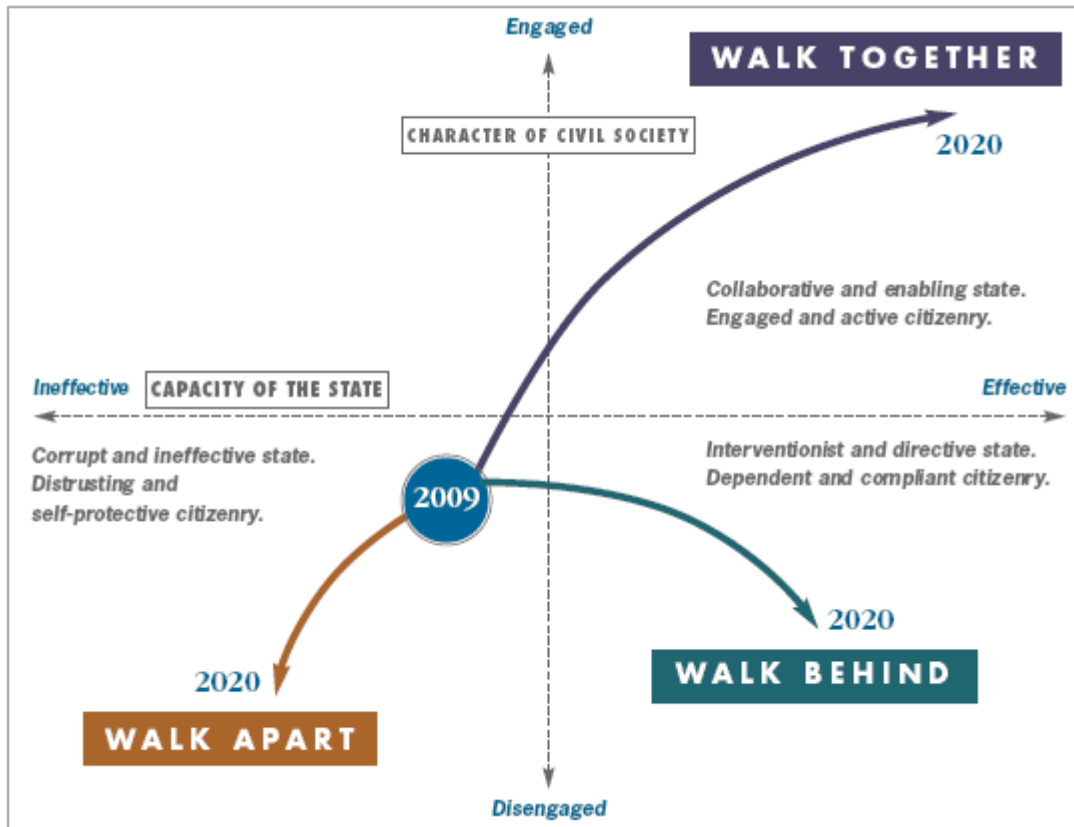 Engaged
WALK TOGETHER
CHARACTER OF CIVIL SOCIETY
2020
Collaborative and enabling state.
Engaged and active citizenry.
Ineffective
CAPACITY OF THE STATE
Effective
Corrupt and ineffective state.
Distrusting and
self-protective citizenry.
Interventionist and directive state.
Dependent and compliant citizenry.
2009
2020
WALK BEHIND
2020
WALK APART
Disengaged